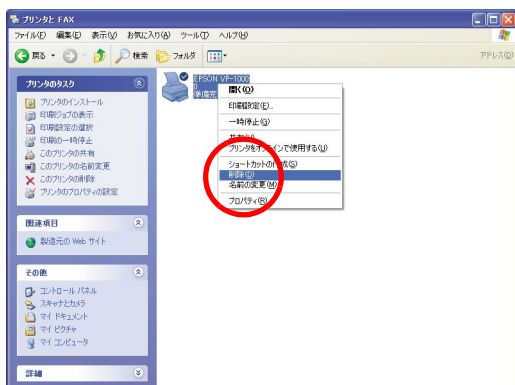 プリンタと FAX
ファイル(F) 編集(E) 表示(V) お気に入り(A) ツール(T) ヘルプ(H)
戻る 検索 フォルダ
アドレス(D)
プリンタのタスク
プリンタのインストール
印刷ジョブの表示
印刷設定の選択
印刷の一時停止
このプリンタの共有
このプリンタの名前変更
このプリンタの削除
プリンタのプロパティの設定
関連項目
製造元の Web サイト
その他
コントロール パネル
スキャナとカメラ
マイ ドキュメント
マイ ピクチャ
マイ コンピュータ
詳細
EPSON VP-1000
0
準備完
開く(O)
印刷設定(E)...
一時停止(G)
共有(H)...
プリンタをオフラインで使用する(U)
ショートカットの作成(S)
削除(D)
名前の変更(M)
プロパティ(R)